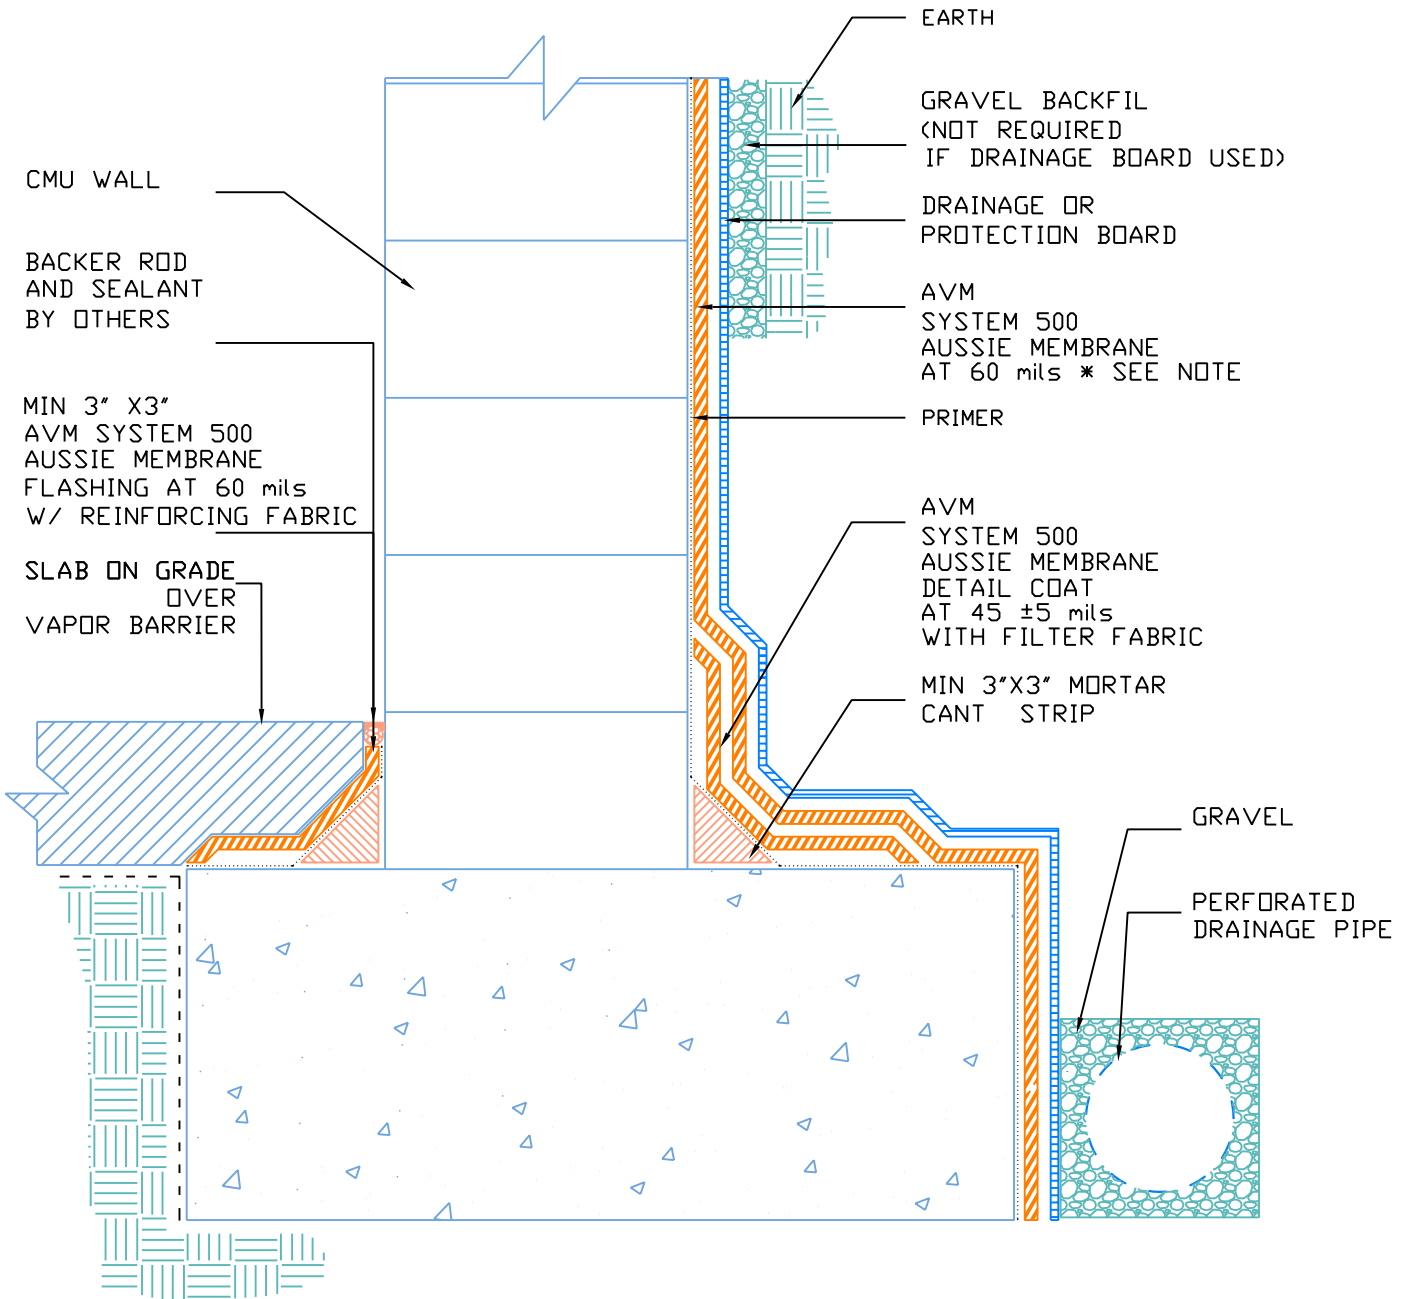 EARTH
GRAVEL BACKFIL
(NOT REQUIRED
IF DRAINAGE BOARD USED)
DRAINAGE OR
PROTECTION BOARD
AVM
SYSTEM 500
AUSSIE MEMBRANE
AT 60 mils * SEE NOTE
PRIMER
AVM
SYSTEM 500
AUSSIE MEMBRANE
DETAIL COAT
AT 45 ±5 mils
WITH FILTER FABRIC
MIN 3"X3" MORTAR
CANT STRIP
GRAVEL
PERFORATED
DRAINAGE PIPE
CMU WALL
BACKER ROD
AND SEALANT
BY OTHERS
MIN 3" X3"
AVM SYSTEM 500
AUSSIE MEMBRANE
FLASHING AT 60 mils
W/ REINFORCING FABRIC
SLAB ON GRADE
OVER
VAPOR BARRIER